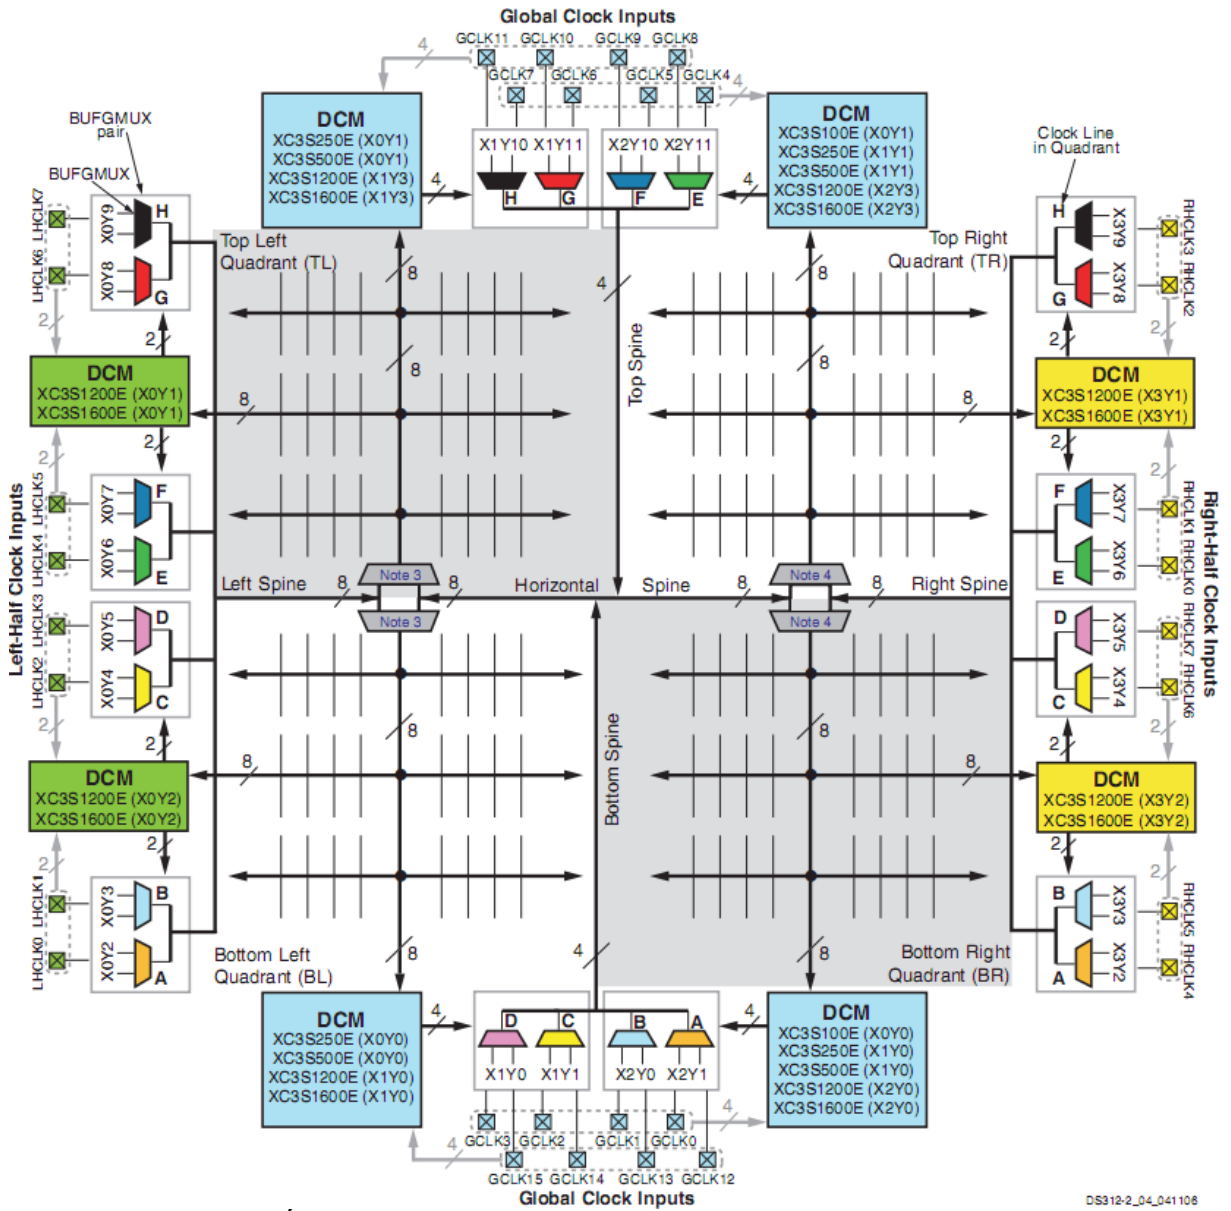 Global Clock Inputs
GCLK11 GCLK10 GCLK9 GCLK8
GCLK7 GCLK6 GCLK5 GCLK4
4
4
BUFGMUX
pair
BUFGMUX
DCM
XC3S250E (X0Y1)
XC3S500E (X0Y1)
XC3S1200E (X1Y3)
XC3S1600E (X1Y3)
4
X1Y10 X1Y11
H G
X2Y10 X2Y11
F E
4
DCM
XC3S100E (X0Y1)
XC3S250E (X1Y1)
XC3S500E (X1Y1)
XC3S1200E (X2Y3)
XC3S1600E (X2Y3)
Clock Line
in Quadrant
LHCLK7
LHCLK6
X0Y9
X0Y8
H
G
Top Left
Quadrant (TL)
8
8
4
Top Spine
Top Right
Quadrant (TR)
8
8
H
G
X3Y9
X3Y8
RHCLK3
RHCLK2
2
2
DCM
XC3S1200E (X0Y1)
XC3S1600E (X0Y1)
8
2
2
8
2
2
DCM
XC3S1200E (X3Y1)
XC3S1600E (X3Y1)
2
2
Left-Half Clock Inputs
LHCLK5
LHCLK4
X0Y7
X0Y6
F
E
F
E
X3Y7
X3Y6
RHCLK1
RHCLK0
Right-Half Clock Inputs
Left Spine
8
Note 3
8
Horizontal
Spine
8
Note 4
8
Right Spine
Note 3
Note 4
LHCLK3
LHCLK2
X0Y5
X0Y4
D
C
D
C
X3Y5
X3Y4
RHCLK7
RHCLK6
2
2
DCM
XC3S1200E (X0Y2)
XC3S1600E (X0Y2)
8
2
2
8
8
Bottom Spine
8
8
2
2
DCM
XC3S1200E (X3Y2)
XC3S1600E (X3Y2)
2
2
LHCLK1
LHCLK0
X0Y3
X0Y2
B
A
Bottom Left
Quadrant (BL)
8
4
Bottom Right
Quadrant (BR)
B
A
X3Y3
X3Y2
RHCLK5
RHCLK4
DCM
XC3S250E (X0Y0)
XC3S500E (X0Y0)
XC3S1200E (X1Y0)
XC3S1600E (X1Y0)
4
D C
X1Y0 X1Y1
B A
X2Y0 X2Y1
4
DCM
XC3S100E (X0Y0)
XC3S250E (X1Y0)
XC3S500E (X1Y0)
XC3S1200E (X2Y0)
XC3S1600E (X2Y0)
4
4
GCLK3 GCLK2 GCLK1 GCLK0
GCLK15 GCLK14 GCLK13 GCLK12
Global Clock Inputs
DS312-2_04_041106